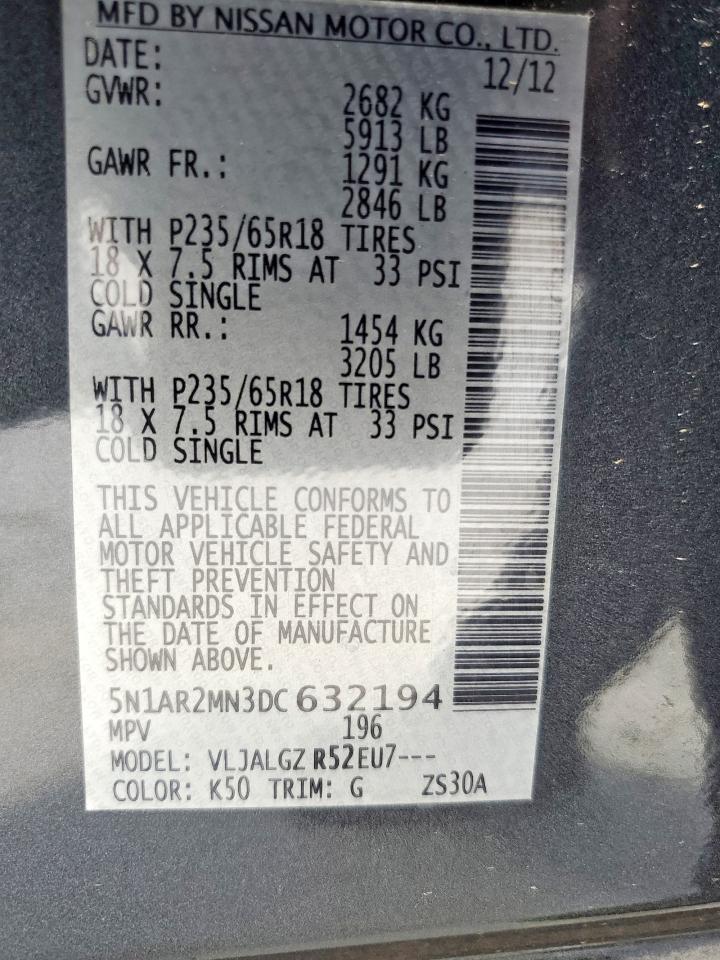 MFD BY NISSAN MOTOR CO., LTD.
DATE: 12/12
GVWR: 2682 KG
5913 LB
GAWR FR.: 1291 KG
2846 LB
WITH P235/65R18 TIRES
18 X 7.5 RIMS AT 33 PSI
COLD SINGLE
GAWR RR.: 1454 KG
3205 LB
WITH P235/65R18 TIRES
18 X 7.5 RIMS AT 33 PSI
COLD SINGLE
THIS VEHICLE CONFORMS TO
ALL APPLICABLE FEDERAL
MOTOR VEHICLE SAFETY AND
THEFT PREVENTION
STANDARDS IN EFFECT ON
THE DATE OF MANUFACTURE
SHOWN ABOVE.
5N1AR2MN3DC632194
MPV 196
MODEL: VLJALGZ R52EU7---
COLOR: K50 TRIM: G ZS30A